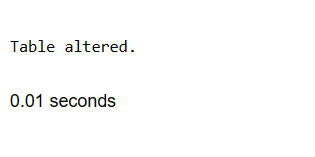 Table altered.
0.01 seconds